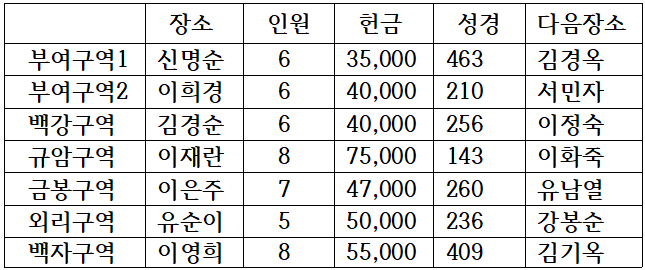 장소 인원 헌금 성경 다음장소
부여구역1 신명순 6 35,000 463 김경옥
부여구역2 이희경 6 40,000 210 서민자
백강구역 김경순 6 40,000 256 이정숙
규암구역 이재란 8 75,000 143 이화죽
금봉구역 이은주 7 47,000 260 유남열
외리구역 유순이 5 50,000 236 강봉순
백자구역 이영희 8 55,000 409 김기옥